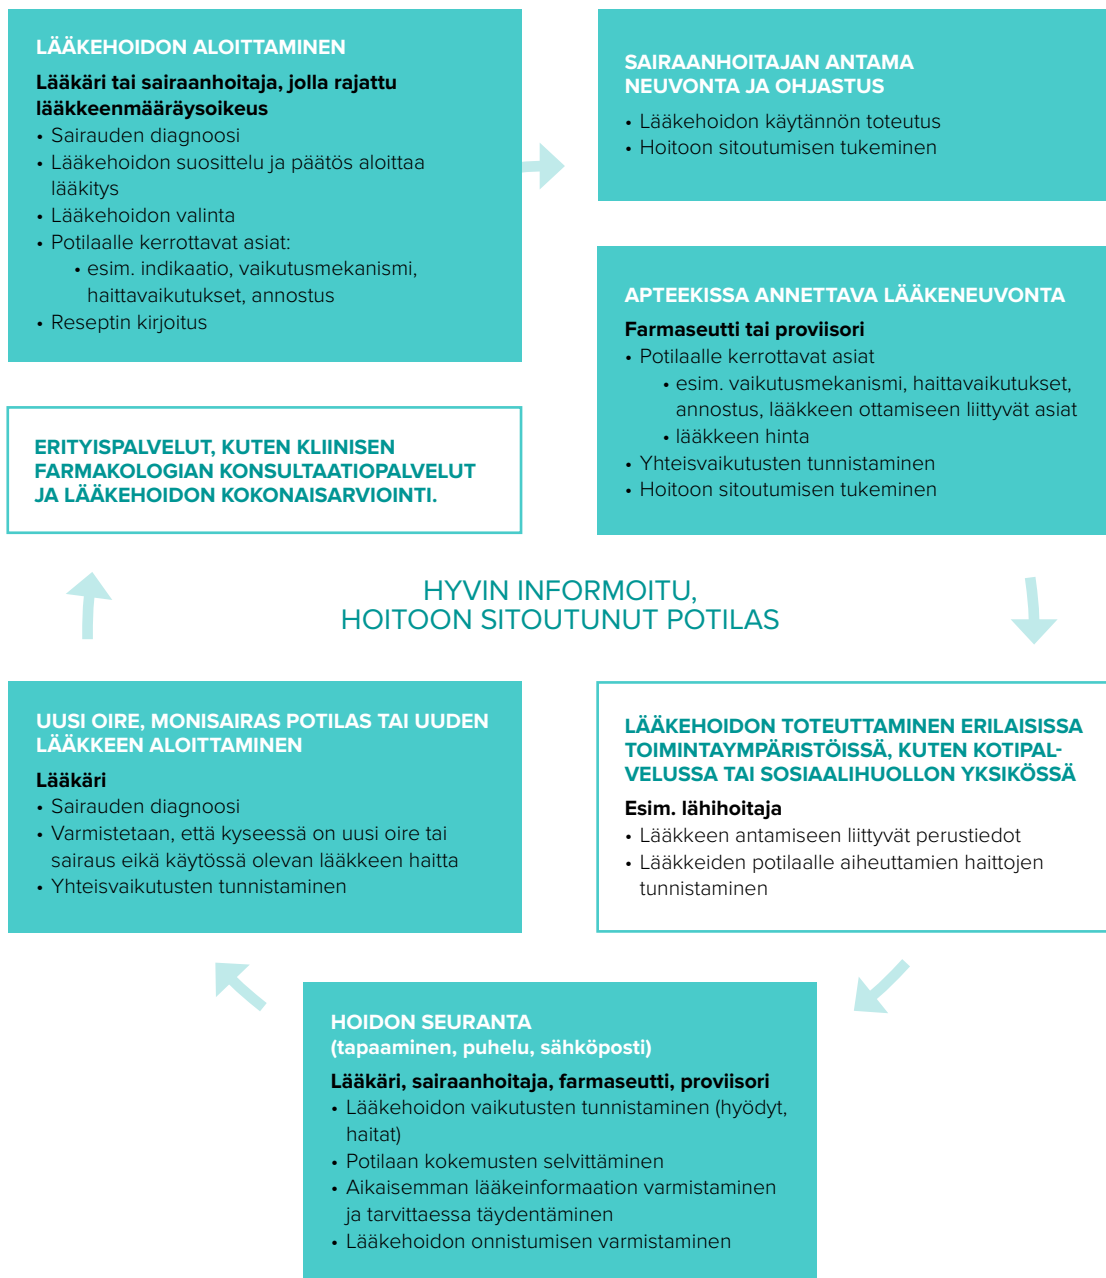 LÄÄKEHOIDON ALOITTAMINEN
Lääkäri tai sairaanhoitaja, jolla rajattu
lääkkeenmääräysoikeus
• Sairauden diagnoosi
• Lääkehoidon suosittelu ja päätös aloittaa
lääkitys
• Lääkehoidon valinta
• Potilaalle kerrottavat asiat:
• esim. indikaatio, vaikutusmekanismi,
haittavaikutukset, annostus
• Reseptin kirjoitus
SAIRAANHOITAJAN ANTAMA
NEUVONTA JA OHJASTUS
• Lääkehoidon käytännön toteutus
• Hoitoon sitoutumisen tukeminen
APTEEKISSA ANNETTAVA LÄÄKENEUVONTA
Farmaseutti tai proviisori
• Potilaalle kerrottavat asiat
• esim. vaikutusmekanismi, haittavaikutukset,
annostus, lääkkeen ottamiseen liittyvät asiat
• lääkkeen hinta
• Yhteisvaikutusten tunnistaminen
• Hoitoon sitoutumisen tukeminen
ERITYISPALVELUT, KUTEN KLIINISEN
FARMAKOLOGIAN KONSULTAATIOPALVELUT
JA LÄÄKEHOIDON KOKONAISARVIOINTI.
HYVIN INFORMOITU,
HOITOON SITOUTUNUT POTILAS
UUSI OIRE, MONISAIRAS POTILAS TAI UUDEN
LÄÄKKEEN ALOITTAMINEN
Lääkäri
• Sairauden diagnoosi
• Varmistetaan, että kyseessä on uusi oire tai
sairaus eikä käytössä olevan lääkkeen haitta
• Yhteisvaikutusten tunnistaminen
LÄÄKEHOIDON TOTEUTTAMINEN ERILAISISSA
TOIMINTAYMPÄRISTÖISSÄ, KUTEN KOTIPAL-
VELUSSA TAI SOSIAALIHUOLLON YKSIKÖSSÄ
Esim. lähihoitaja
• Lääkkeen antamiseen liittyvät perustiedot
• Lääkkeiden potilaalle aiheuttamien haittojen
tunnistaminen
HOIDON SEURANTA
(tapaaminen, puhelu, sähköposti)
Lääkäri, sairaanhoitaja, farmaseutti, proviisori
• Lääkehoidon vaikutusten tunnistaminen (hyödyt,
haitat)
• Potilaan kokemusten selvittäminen
• Aikaisemman lääkeinformaation varmistaminen
ja tarvittaessa täydentäminen
• Lääkehoidon onnistumisen varmistaminen